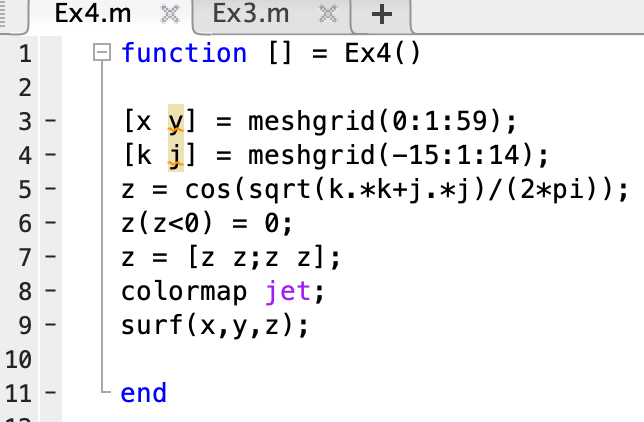 Ex4.m Ex3.m +
1 function [] = Ex4()
2
3 - [x y] = meshgrid(0:1:59);
4 - [k j] = meshgrid(-15:1:14);
5 - z = cos(sqrt(k.*k+j.*j)/(2*pi));
6 - z(z<0) = 0;
7 - z = [z z;z z];
8 - colormap jet;
9 - surf(x,y,z);
10
11 - end